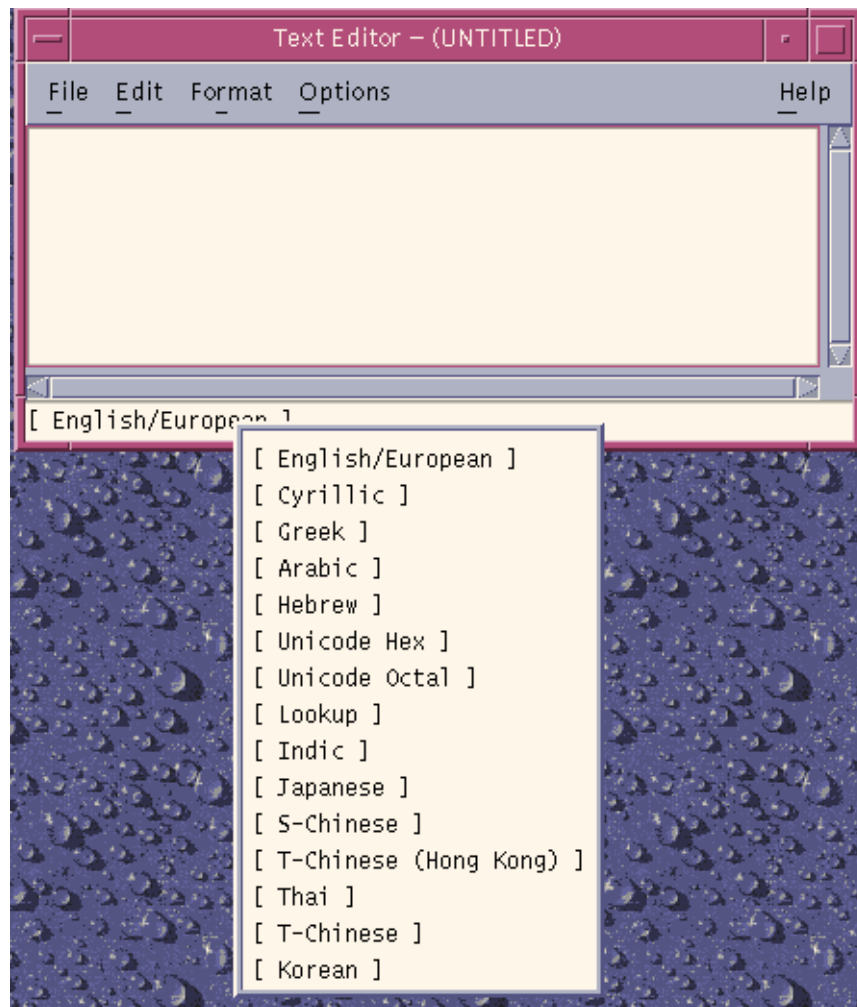 Text Editor – (UNTITLED)
File Edit Format Options Help
[ English/European ]
[ English/European ]
[ Cyrillic ]
[ Greek ]
[ Arabic ]
[ Hebrew ]
[ Unicode Hex ]
[ Unicode Octal ]
[ Lookup ]
[ Indic ]
[ Japanese ]
[ S-Chinese ]
[ T-Chinese (Hong Kong) ]
[ Thai ]
[ T-Chinese ]
[ Korean ]